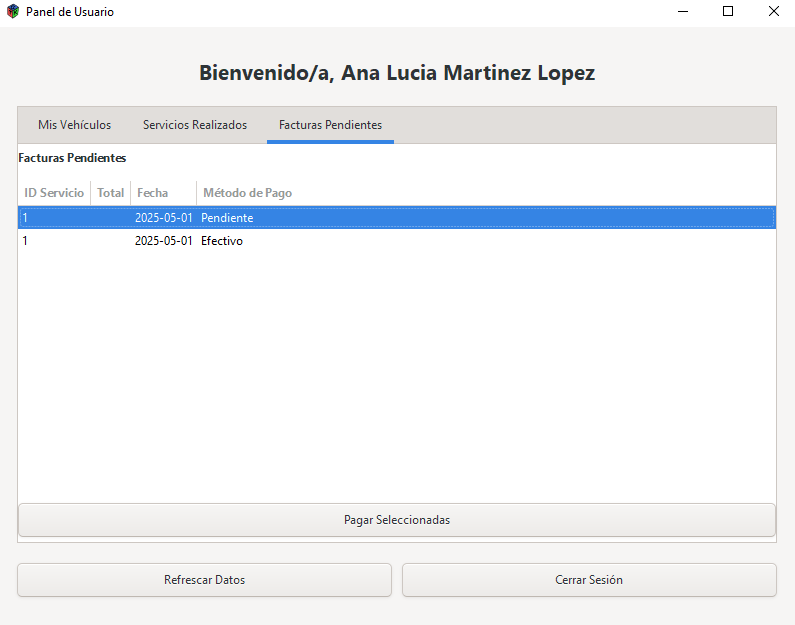 Panel de Usuario
Bienvenido/a, Ana Lucia Martinez Lopez
Mis Vehículos Servicios Realizados Facturas Pendientes
Facturas Pendientes
ID Servicio Total Fecha Método de Pago
1 2025-05-01 Pendiente
1 2025-05-01 Efectivo
Pagar Seleccionadas
Refrescar Datos Cerrar Sesión